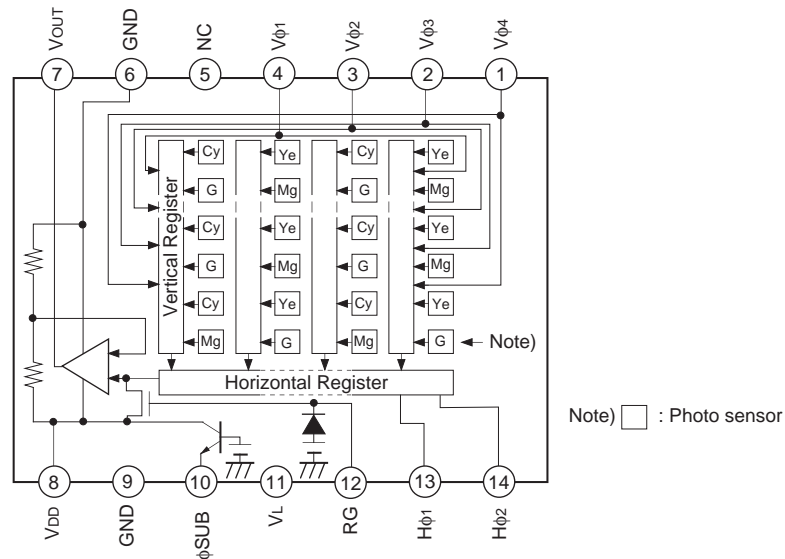 VOUT GND NC Vφ1 Vφ2 Vφ3 Vφ4
7 6 5 4 3 2 1
Vertical Register
Cy Ye Cy Ye
G Mg G Mg
Cy Ye Cy Ye
G Mg G Mg
Cy Ye Cy Ye
Mg G Mg G Note)
Horizontal Register
Note) : Photo sensor
8 9 10 11 12 13 14
VDD GND φSUB VL RG Hφ1 Hφ2